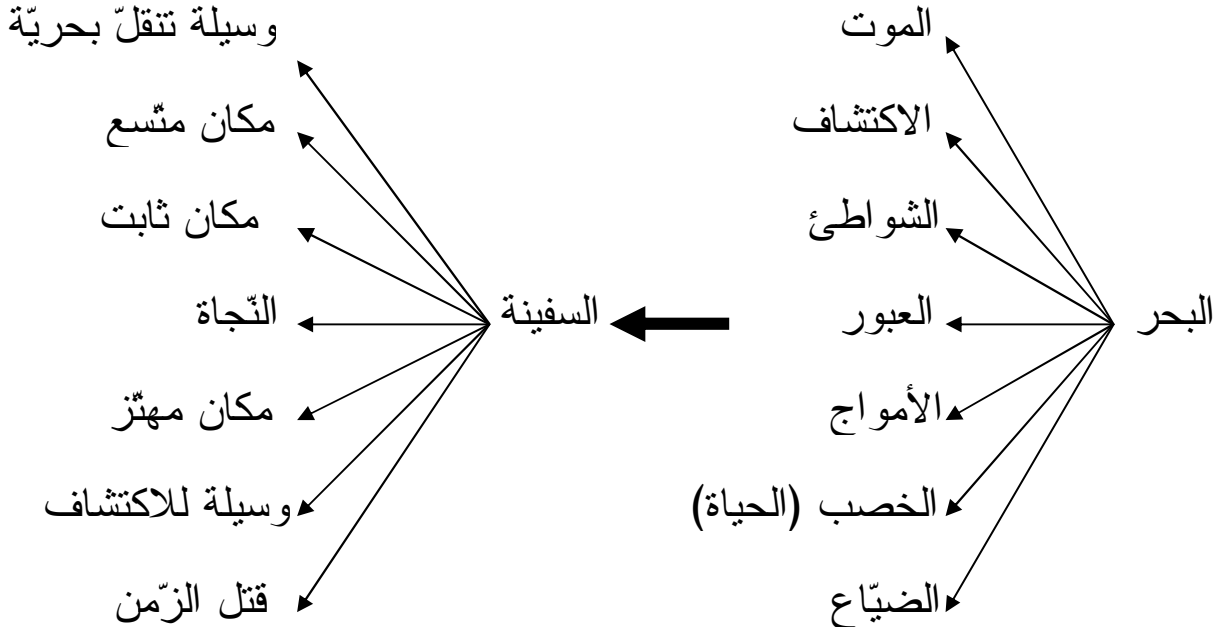 الموت
الاكتشاف
الشواطئ
البحر
العبور
الأمواج
الخصب (الحياة)
الضيّاع
وسيلة تنقلّ بحريّة
مكان متّسع
مكان ثابت
السفينة
النّجاة
مكان مهتّز
وسيلة للاكتشاف
قتل الزّمن